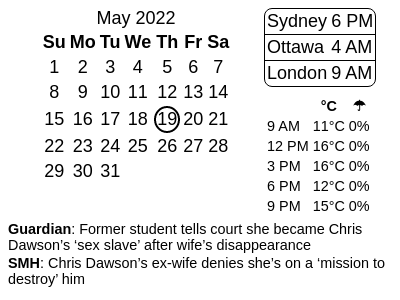 May 2022
Su Mo Tu We Th Fr Sa
1 2 3 4 5 6 7
8 9 10 11 12 13 14
15 16 17 18 19 20 21
22 23 24 25 26 27 28
29 30 31
Sydney 6 PM
Ottawa 4 AM
London 9 AM
°C ☂
9 AM 11°C 0%
12 PM 16°C 0%
3 PM 16°C 0%
6 PM 12°C 0%
9 PM 15°C 0%
Guardian: Former student tells court she became Chris
Dawson’s ‘sex slave’ after wife’s disappearance
SMH: Chris Dawson’s ex-wife denies she’s on a ‘mission to
destroy’ him